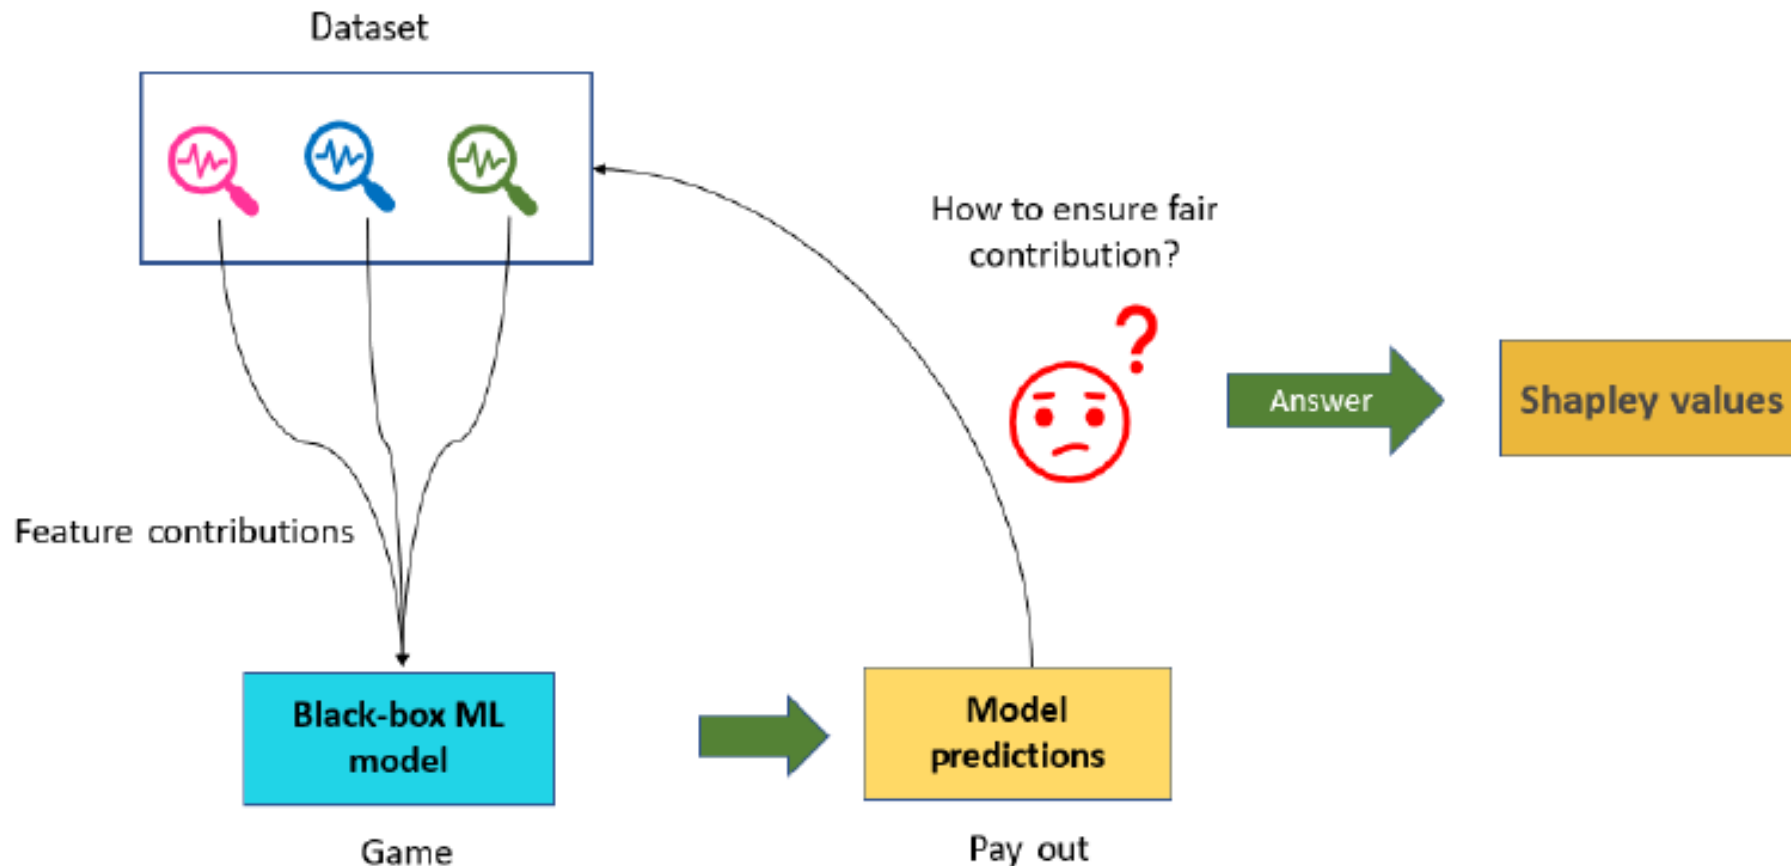 Dataset
How to ensure fair
contribution?
?
Answer
Shapley values
Feature contributions
Black-box ML
model
Model
predictions
Game
Pay out